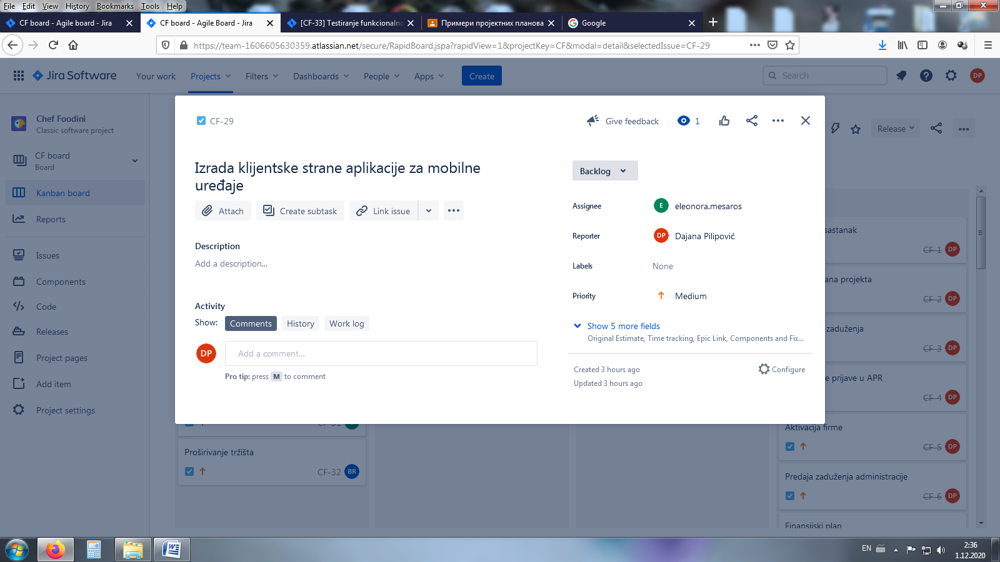 File Edit View History Bookmarks Tools Help
CF board - Agile board - Jira
CF board - Agile Board - Jira
[CF-33] Testiranje funkcionalno
Примери пројектних планова
Google
https://team-1606605630359.atlassian.net/secure/RapidBoard.jspa?rapidView=1&projectKey=CF&modal=detail&selectedIssue=CF-29
Jira Software
Your work
Projects
Filters
Dashboards
People
Apps
Create
Search
DP
Chef Foodini
Classic software project
CF board
Board
Kanban board
Reports
Issues
Components
Code
Releases
Project pages
Add item
Project settings
Release
CF-29
Give feedback
1
Izrada klijentske strane aplikacije za mobilne
uređaje
Attach
Create subtask
Link issue
Description
Add a description...
Activity
Show:
Comments
History
Work log
DP
Add a comment...
Pro tip: press M to comment
Backlog
Assignee
E
eleonora.mesaros
Reporter
DP
Dajana Pilipović
Labels
None
Priority
Medium
Show 5 more fields
Original Estimate, Time tracking, Epic Link, Components and Fix...
Created 3 hours ago
Updated 3 hours ago
Configure
Proširivanje tržišta
CF-32
BR
sastanak
CF-1
DP
projekta
CF-2
DP
zaduženja
CF-3
DP
prijave u APR
CF-4
DP
Aktivacija firme
CF-5
DP
Predaja zaduženja administracije
CF-6
DP
Finansijski plan
EN
2:36
1.12.2020